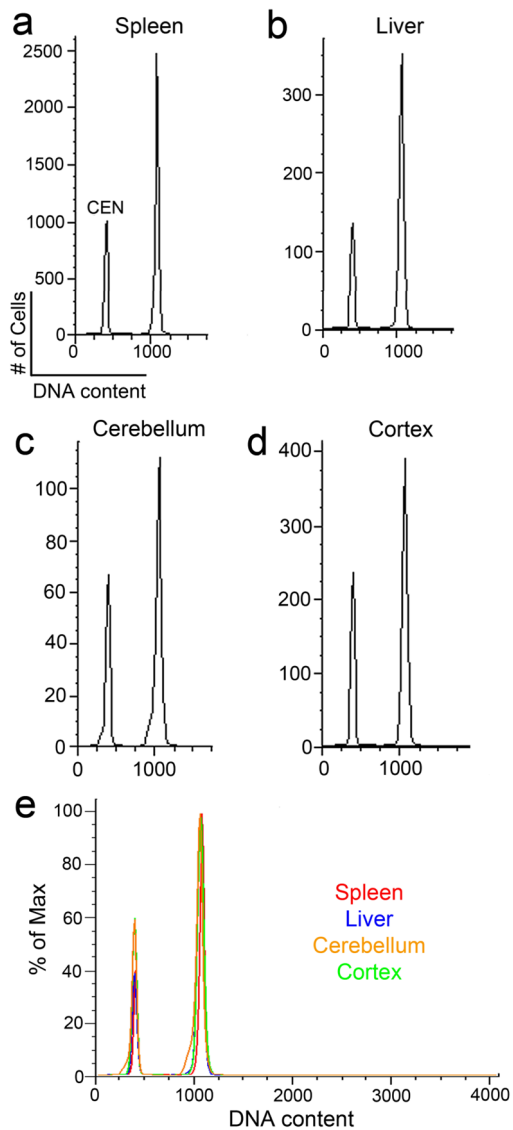 a Spleen
2500
2000
1500
CEN
1000
500
0
0 1000
# of Cells
DNA content
b Liver
300
200
100
0
0 1000
c Cerebellum
100
80
60
40
20
0
0 1000
d Cortex
400
300
200
100
0
0 1000
e
100
80
60
40
20
0
% of Max
Spleen
Liver
Cerebellum
Cortex
0 1000 2000 3000 4000
DNA content